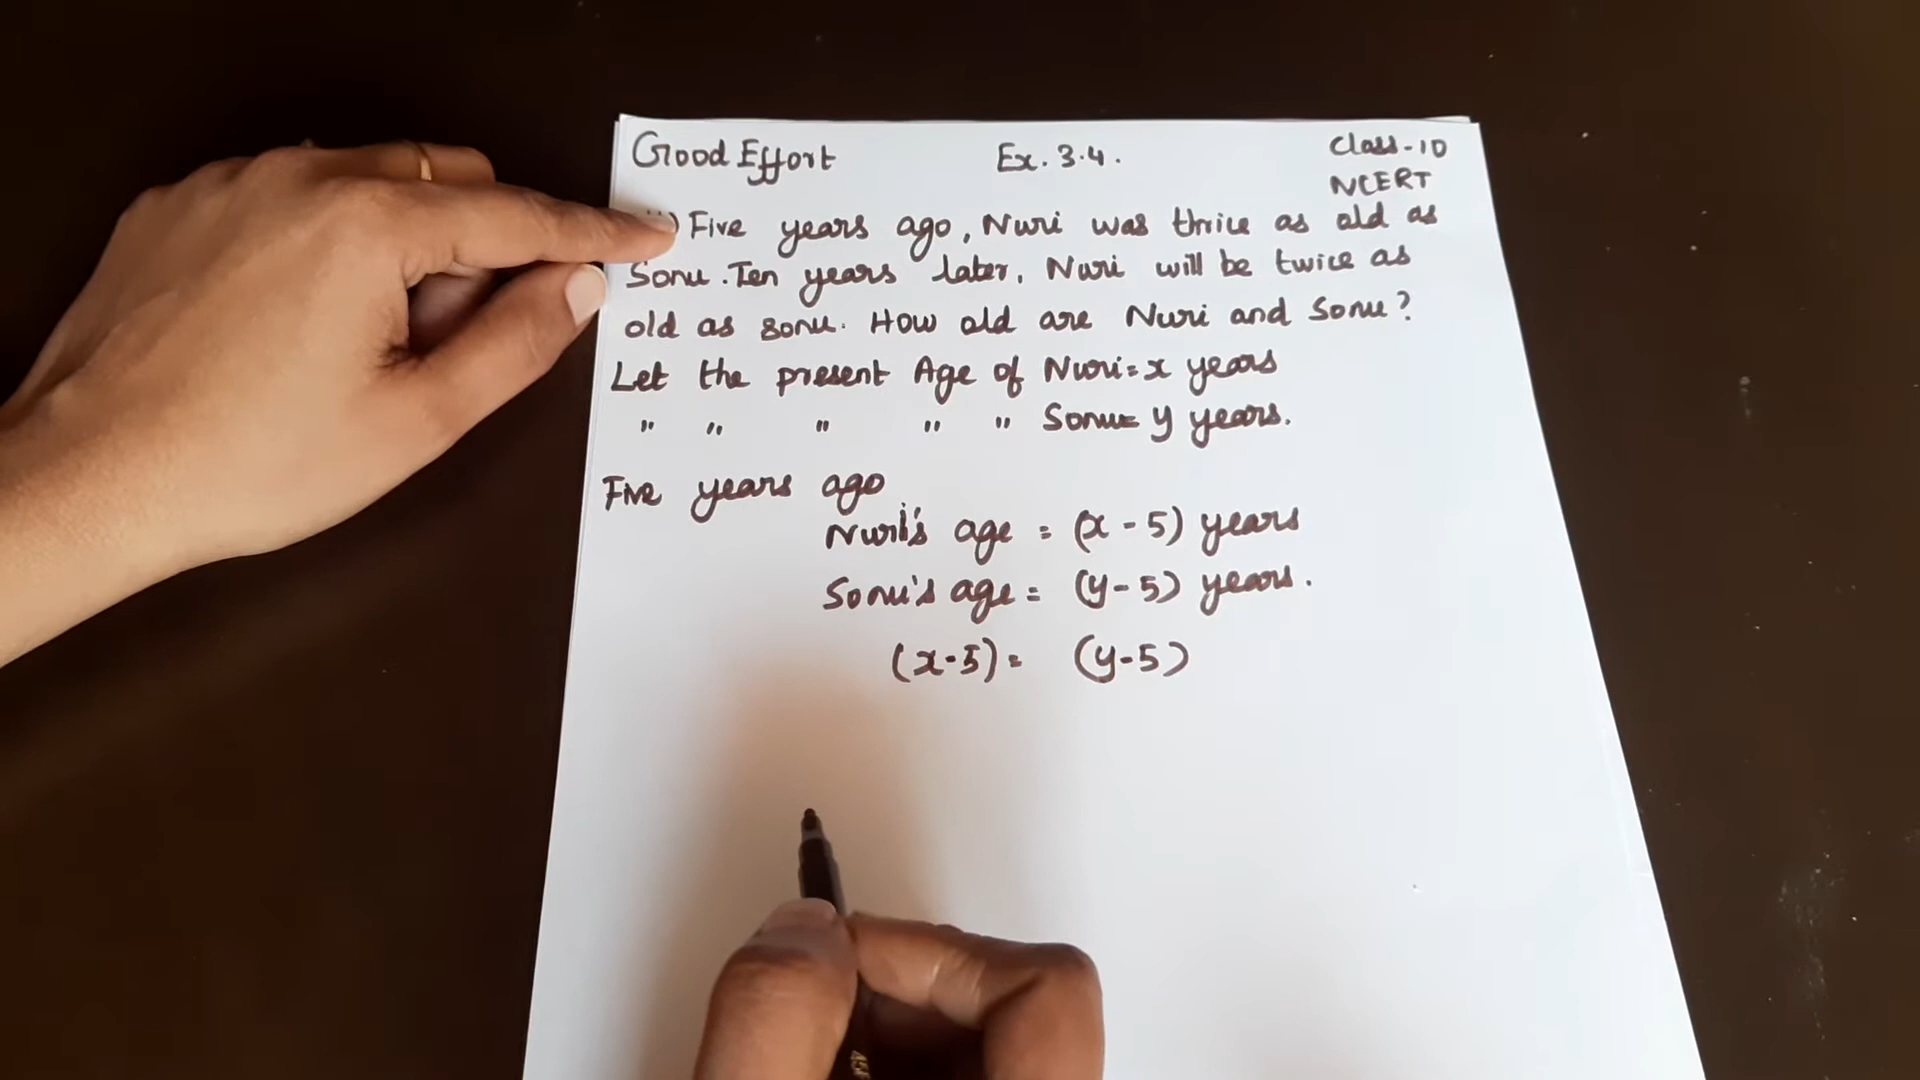 Good Effort Ex. 3.4. Class-10
NCERT
) Five years ago, Nuri was thrice as old as
Sonu. Ten years later, Nuri will be twice as
old as sonu. How old are Nuri and Sonu?
Let the present Age of Nuri = x years
" " " " " Sonu = y years.
Five years ago
Nuri's age = (x - 5) years
Sonu's age = (y - 5) years.
(x - 5) = (y - 5)